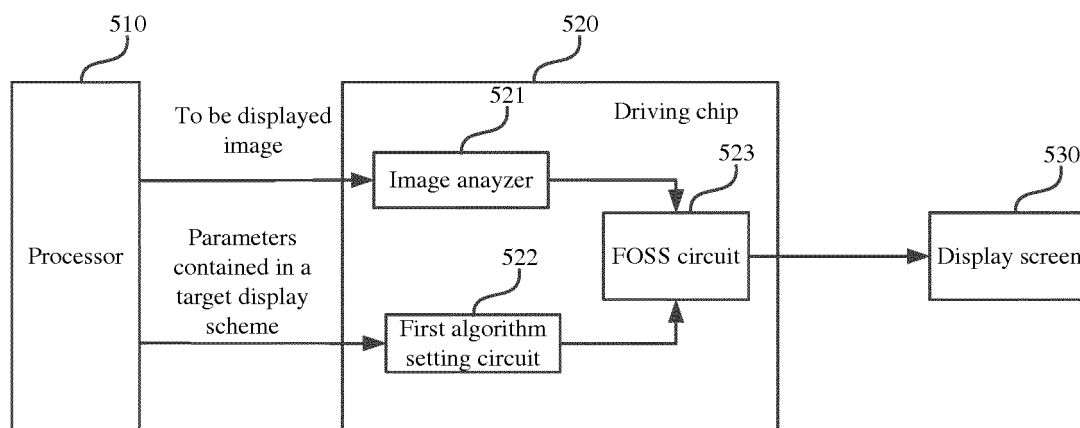 510
520
521
To be displayed
image
Driving chip
523
530
Image anayzer
Parameters
contained in a
target display
scheme
Processor
522
FOSS circuit
Display screen
First algorithm
setting circuit